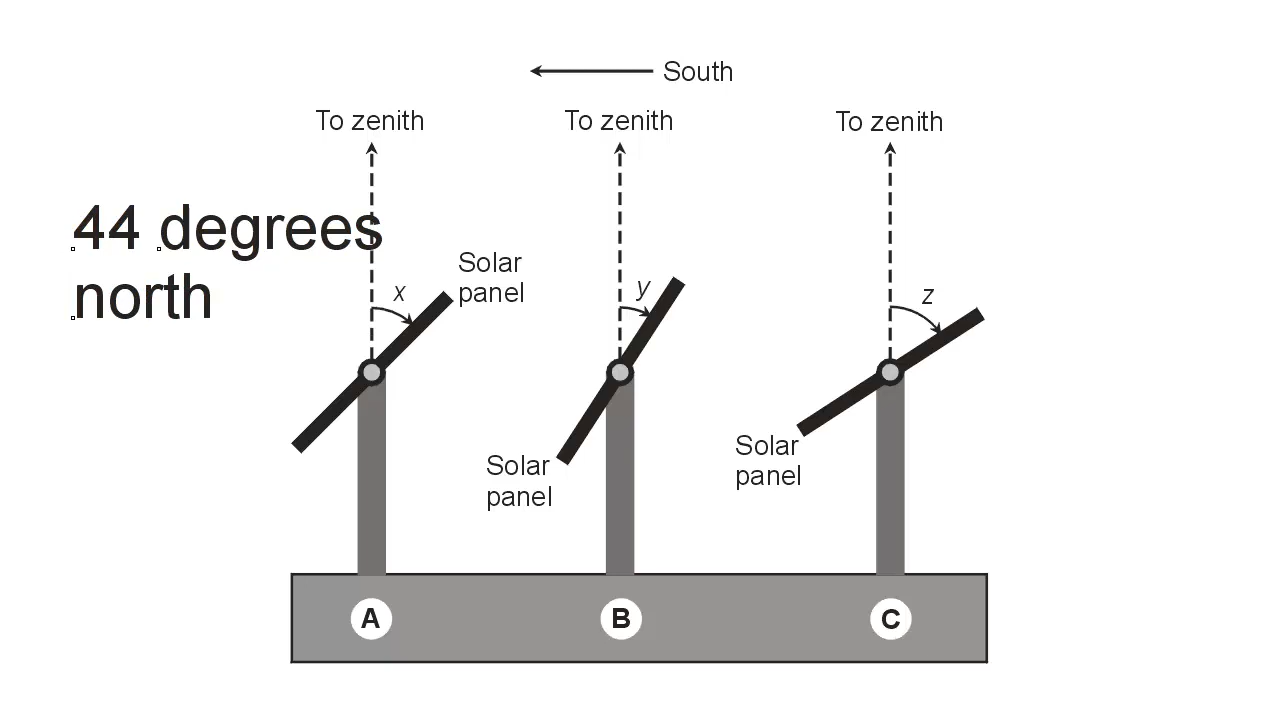 South
To zenith
To zenith
To zenith
44 degrees
north
Solar
panel
x
y
z
Solar
panel
Solar
panel
A
B
C